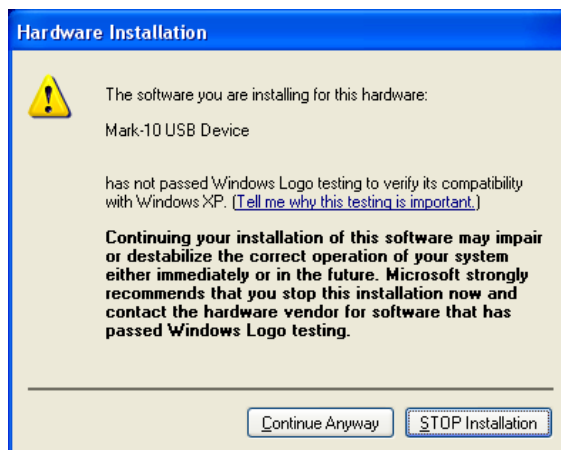 Hardware Installation
The software you are installing for this hardware:
Mark-10 USB Device
has not passed Windows Logo testing to verify its compatibility
with Windows XP. (Tell me why this testing is important.)
Continuing your installation of this software may impair
or destabilize the correct operation of your system
either immediately or in the future. Microsoft strongly
recommends that you stop this installation now and
contact the hardware vendor for software that has
passed Windows Logo testing.
Continue Anyway
STOP Installation